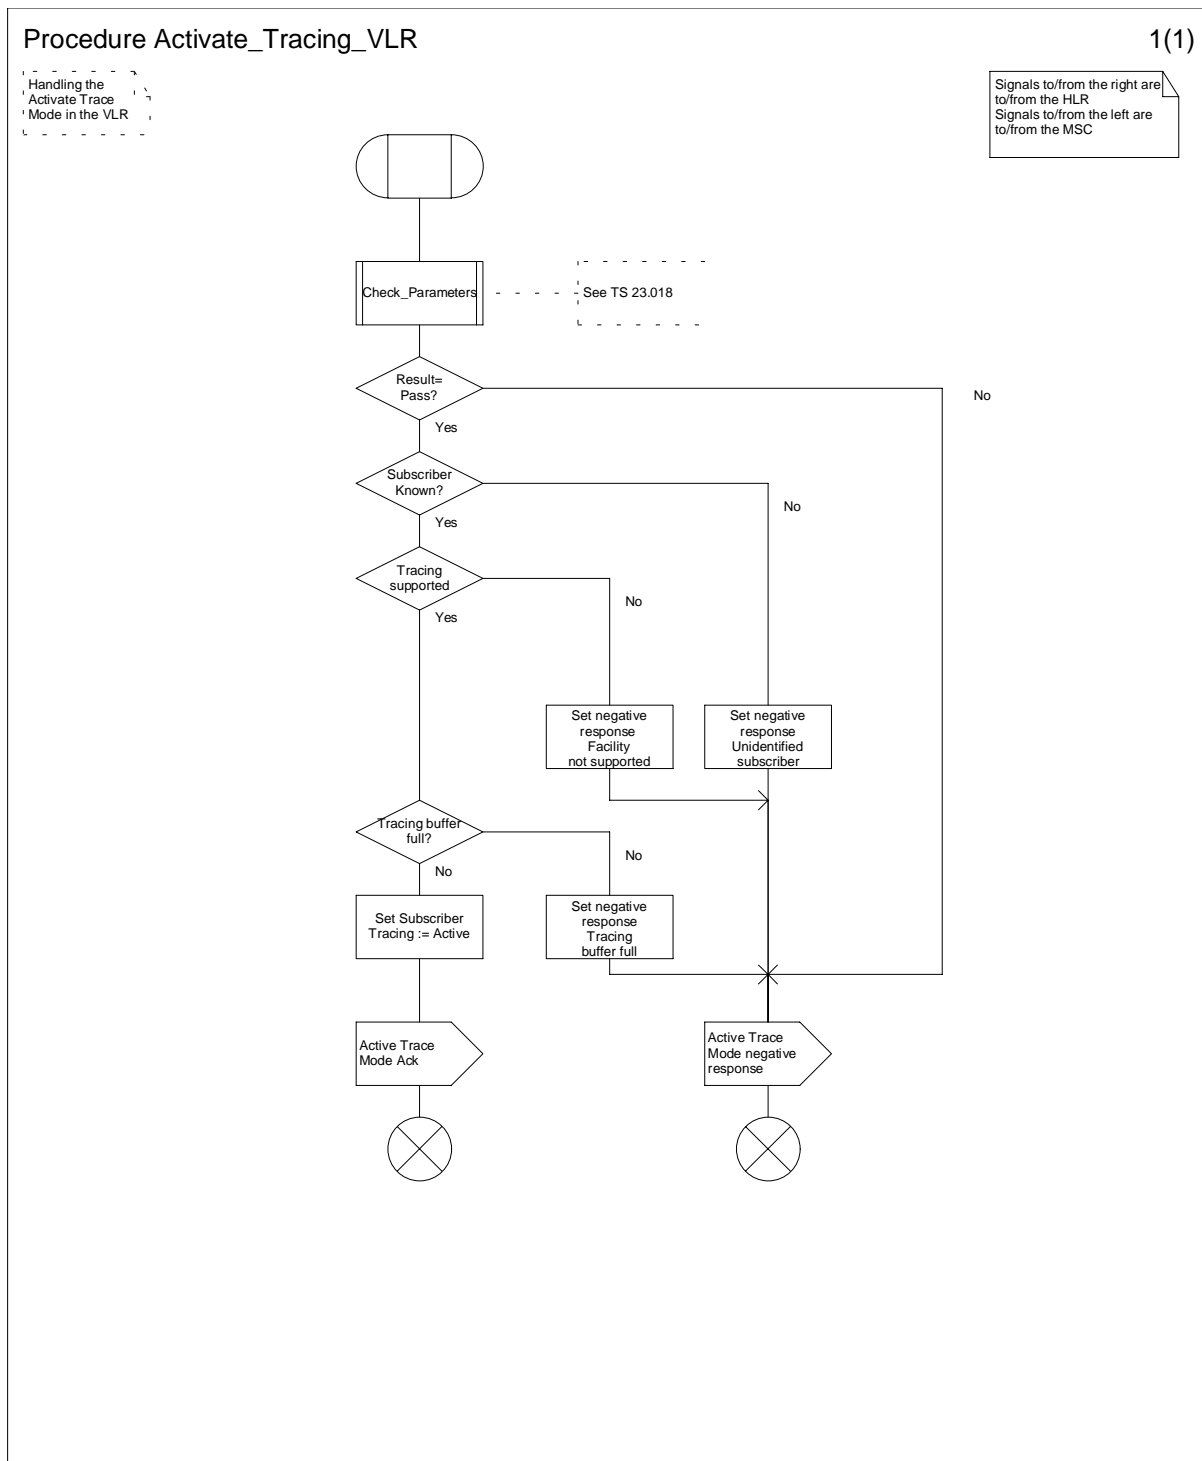 Procedure Activate_Tracing_VLR
1(1)
Handling the
Activate Trace
Mode in the VLR
Signals to/from the right are
to/from the HLR
Signals to/from the left are
to/from the MSC
Check_Parameters
See TS 23.018
Result=
Pass?
No
Yes
Subscriber
Known?
No
Yes
Tracing
supported
No
Yes
Set negative
response
Facility
not supported
Set negative
response
Unidentified
subscriber
Tracing buffer
full?
No
No
Set Subscriber
Tracing := Active
Set negative
response
Tracing
buffer full
Active Trace
Mode Ack
Active Trace
Mode negative
response